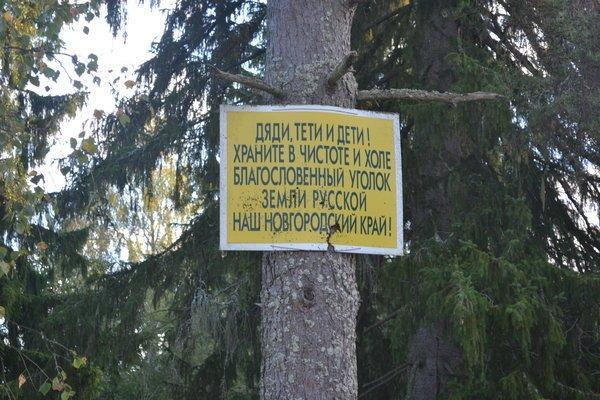 ДЯДИ, ТЕТИ И ДЕТИ!
ХРАНИТЕ В ЧИСТОТЕ И ХОЛЕ
БЛАГОСЛОВЕННЫЙ УГОЛОК
ЗЕМЛИ РУССКОЙ
НАШ НОВГОРОДСКИЙ КРАЙ!